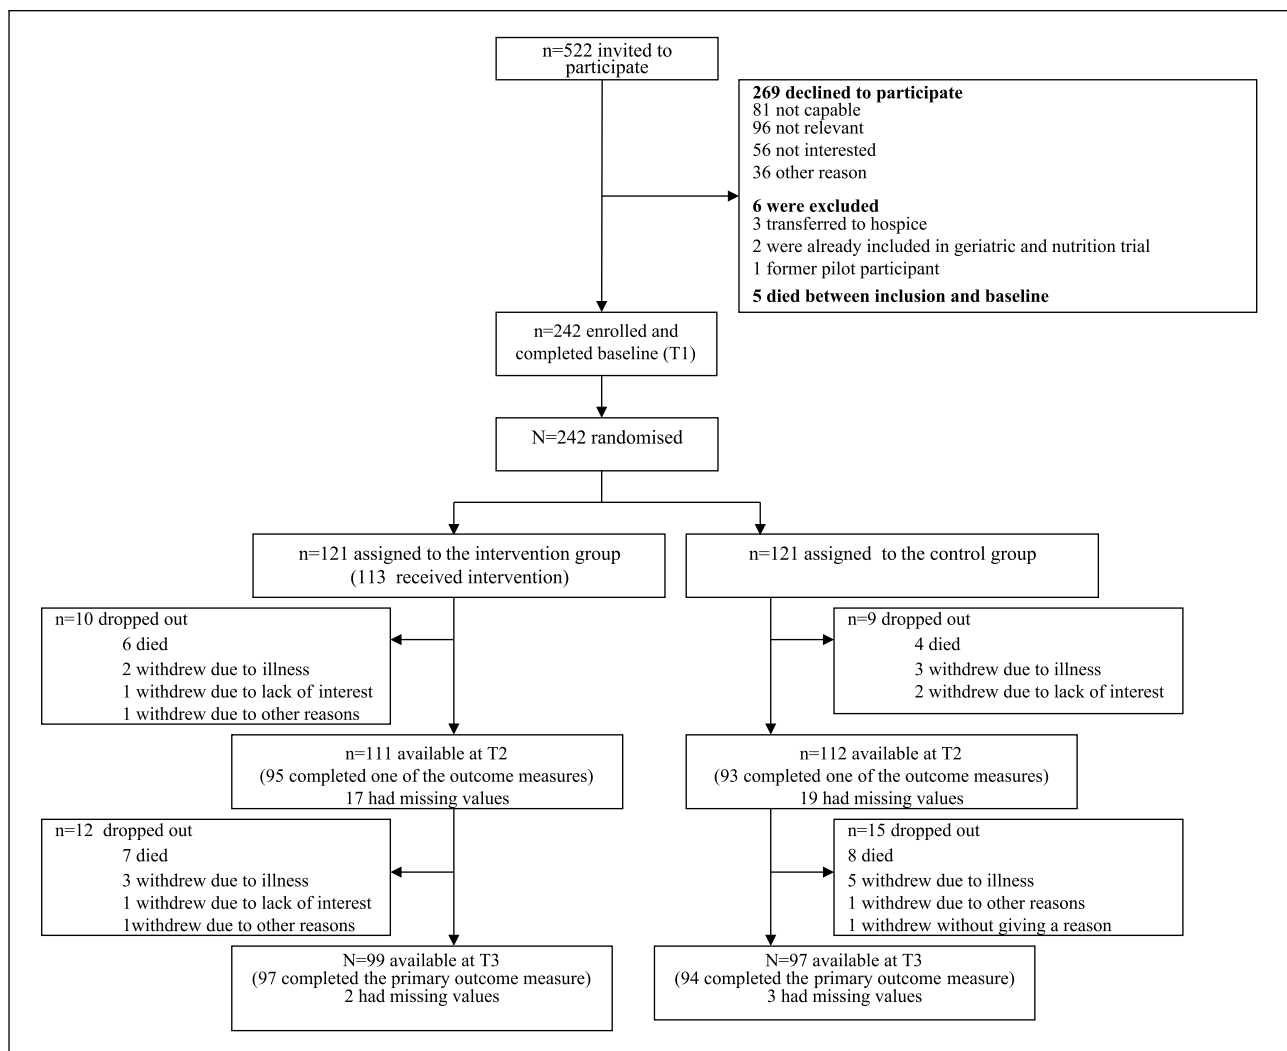 n=522 invited to
participate
269 declined to participate
81 not capable
96 not relevant
56 not interested
36 other reason
6 were excluded
3 transferred to hospice
2 were already included in geriatric and nutrition trial
1 former pilot participant
5 died between inclusion and baseline
n=242 enrolled and
completed baseline (T1)
N=242 randomised
n=121 assigned to the intervention group
(113 received intervention)
n=121 assigned to the control group
n=10 dropped out
6 died
2 withdrew due to illness
1 withdrew due to lack of interest
1 withdrew due to other reasons
n=9 dropped out
4 died
3 withdrew due to illness
2 withdrew due to lack of interest
n=111 available at T2
(95 completed one of the outcome measures)
17 had missing values
n=112 available at T2
(93 completed one of the outcome measures)
19 had missing values
n=12 dropped out
7 died
3 withdrew due to illness
1 withdrew due to lack of interest
1withdrew due to other reasons
n=15 dropped out
8 died
5 withdrew due to illness
1 withdrew due to other reasons
1 withdrew without giving a reason
N=99 available at T3
(97 completed the primary outcome measure)
2 had missing values
N=97 available at T3
(94 completed the primary outcome measure)
3 had missing values